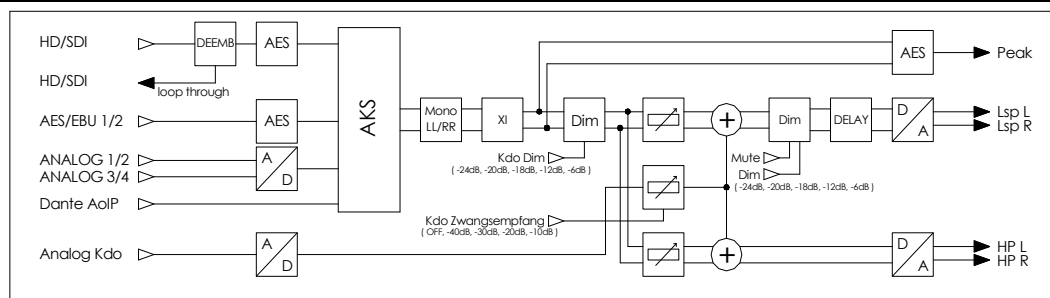 HD/SDI
DEEMB
AES
HD/SDI
loop through
AES/EBU 1/2
AES
ANALOG 1/2
ANALOG 3/4
A
D
Dante AoIP
Analog Kdo
A
D
AKS
Mono
LL/RR
XI
Dim
Kdo Dim
( -24dB, -20dB, -18dB, -12dB, -6dB )
Kdo Zwangsempfang
( OFF, -40dB, -30dB, -20dB, -10dB )
+
+
Dim
Mute
Dim
( -24dB, -20dB, -18dB, -12dB, -6dB )
DELAY
AES
Peak
D
A
Lsp L
Lsp R
D
A
HP L
HP R